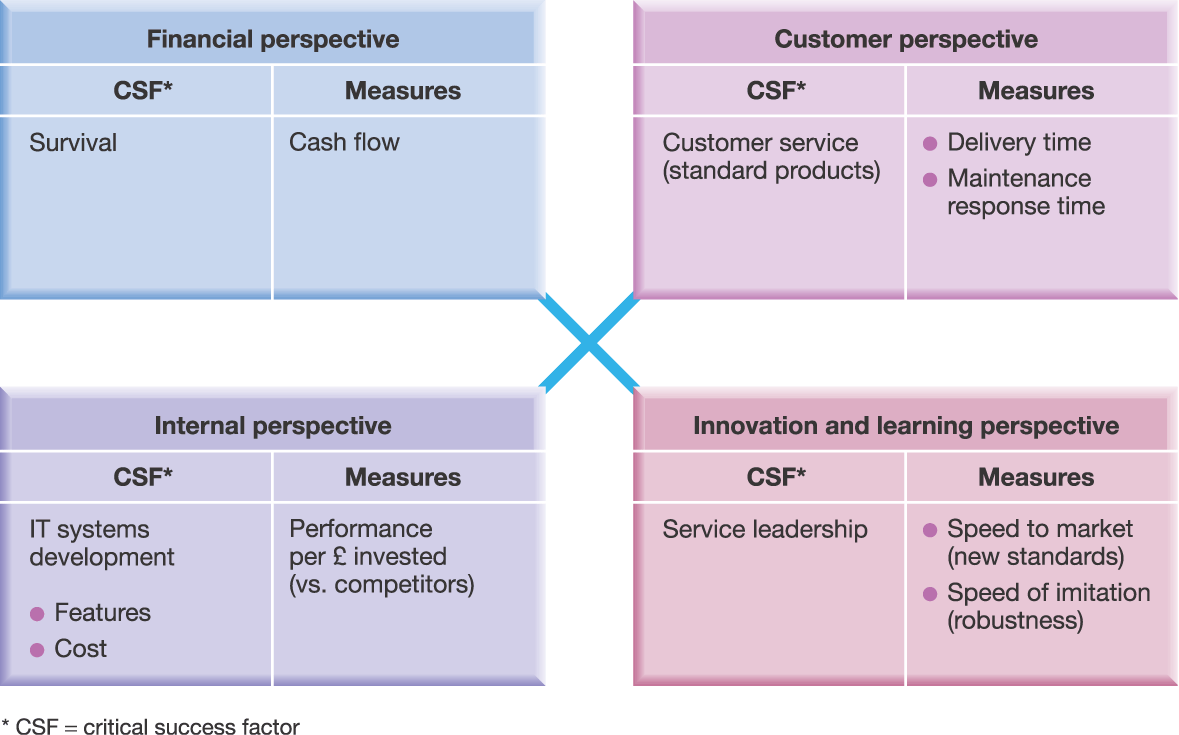 Financial perspective
CSF*
Measures
Survival
Cash flow
Customer perspective
CSF*
Measures
Customer service
(standard products)
Delivery time
Maintenance
response time
Internal perspective
CSF*
Measures
IT systems
development
Features
Cost
Performance
per £ invested
(vs. competitors)
Innovation and learning perspective
CSF*
Measures
Service leadership
Speed to market
(new standards)
Speed of imitation
(robustness)
* CSF = critical success factor